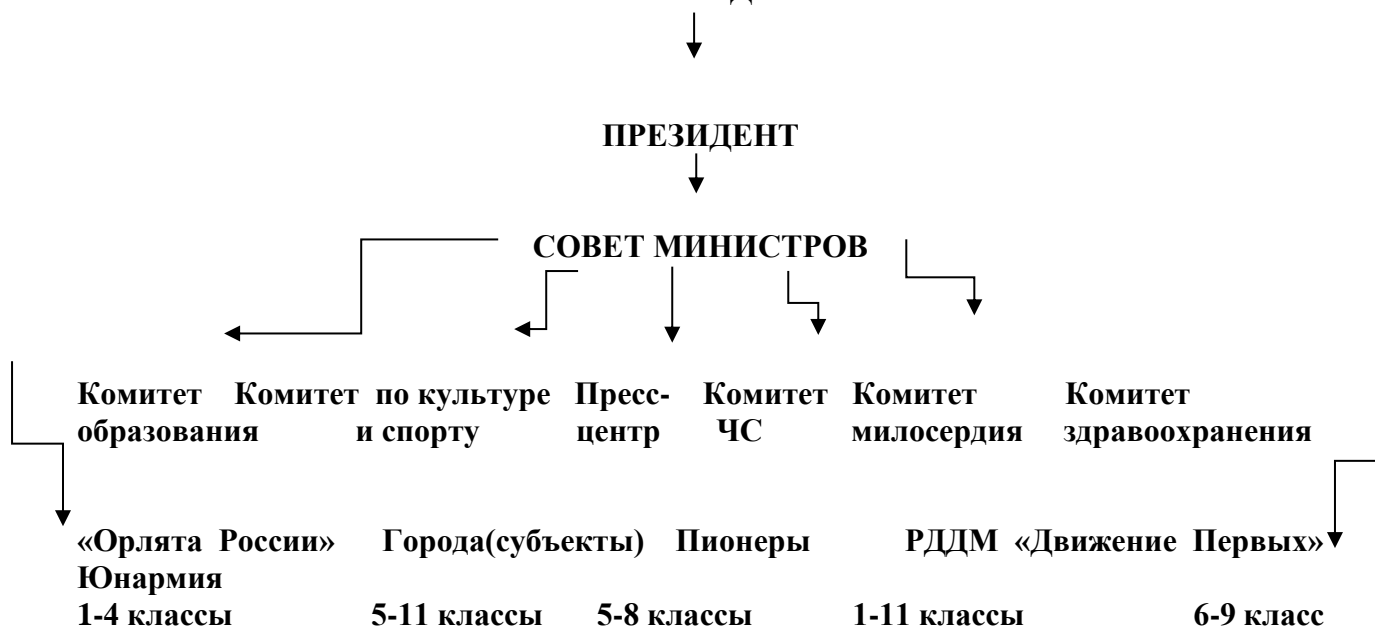 ПРЕЗИДЕНТ
СОВЕТ МИНИСТРОВ
Комитет Комитет по культуре Пресс- Комитет Комитет Комитет
образования и спорту центр ЧС милосердия здравоохранения
«Орлята России» Города(субъекты) Пионеры РДДМ «Движение Первых»
Юнармия
1-4 классы 5-11 классы 5-8 классы 1-11 классы 6-9 класс